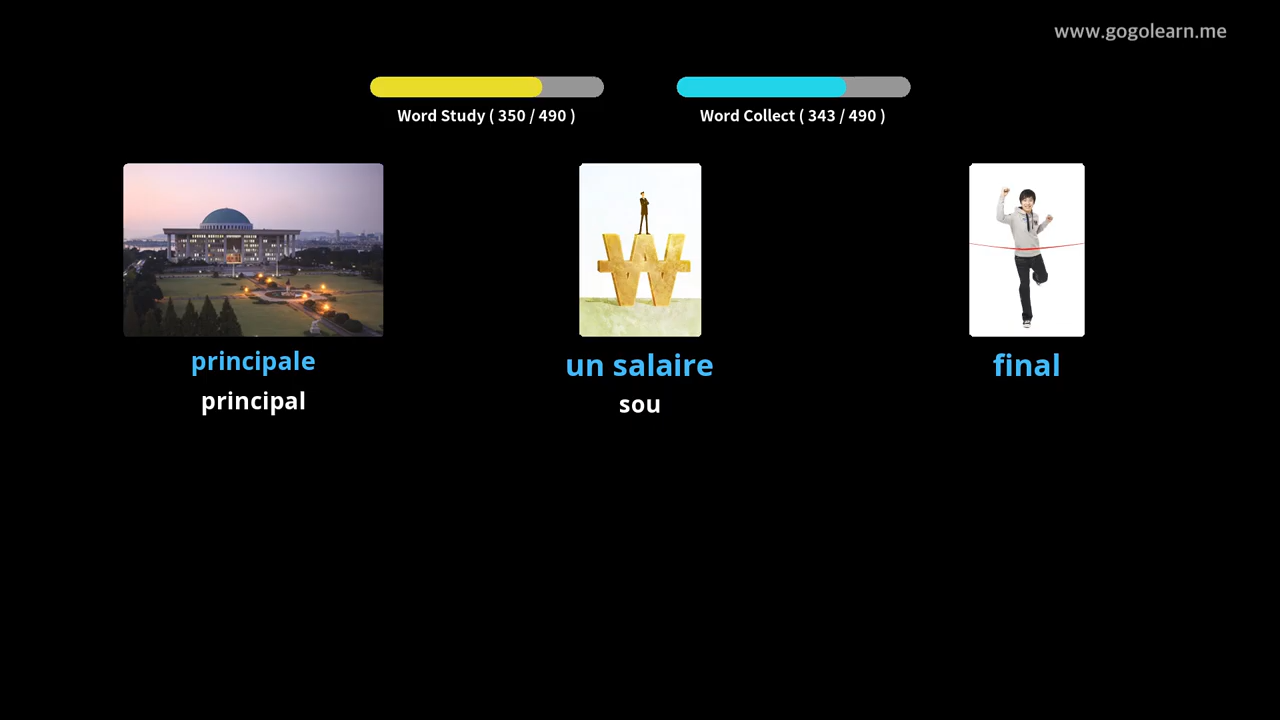 www.gogolearn.me
Word Study ( 350 / 490 )
Word Collect ( 343 / 490 )
principale
principal
un salaire
sou
final